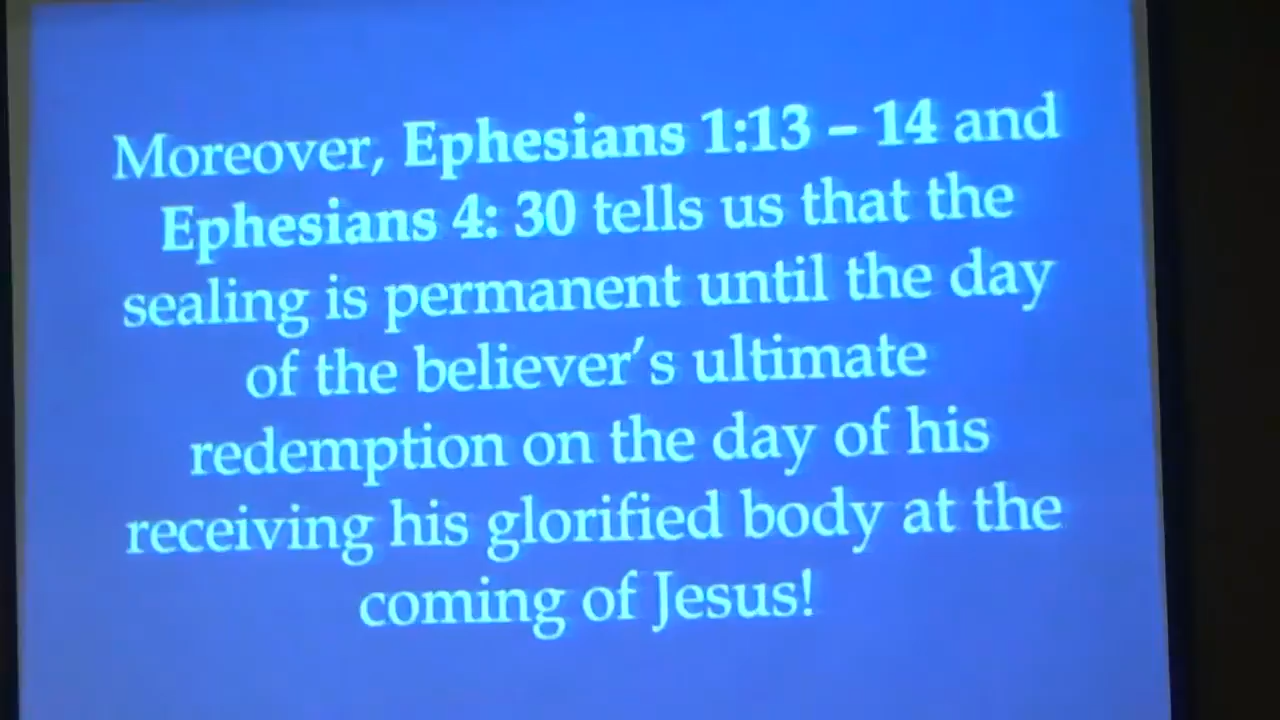 Moreover, Ephesians 1:13 – 14 and
Ephesians 4: 30 tells us that the
sealing is permanent until the day
of the believer's ultimate
redemption on the day of his
receiving his glorified body at the
coming of Jesus!